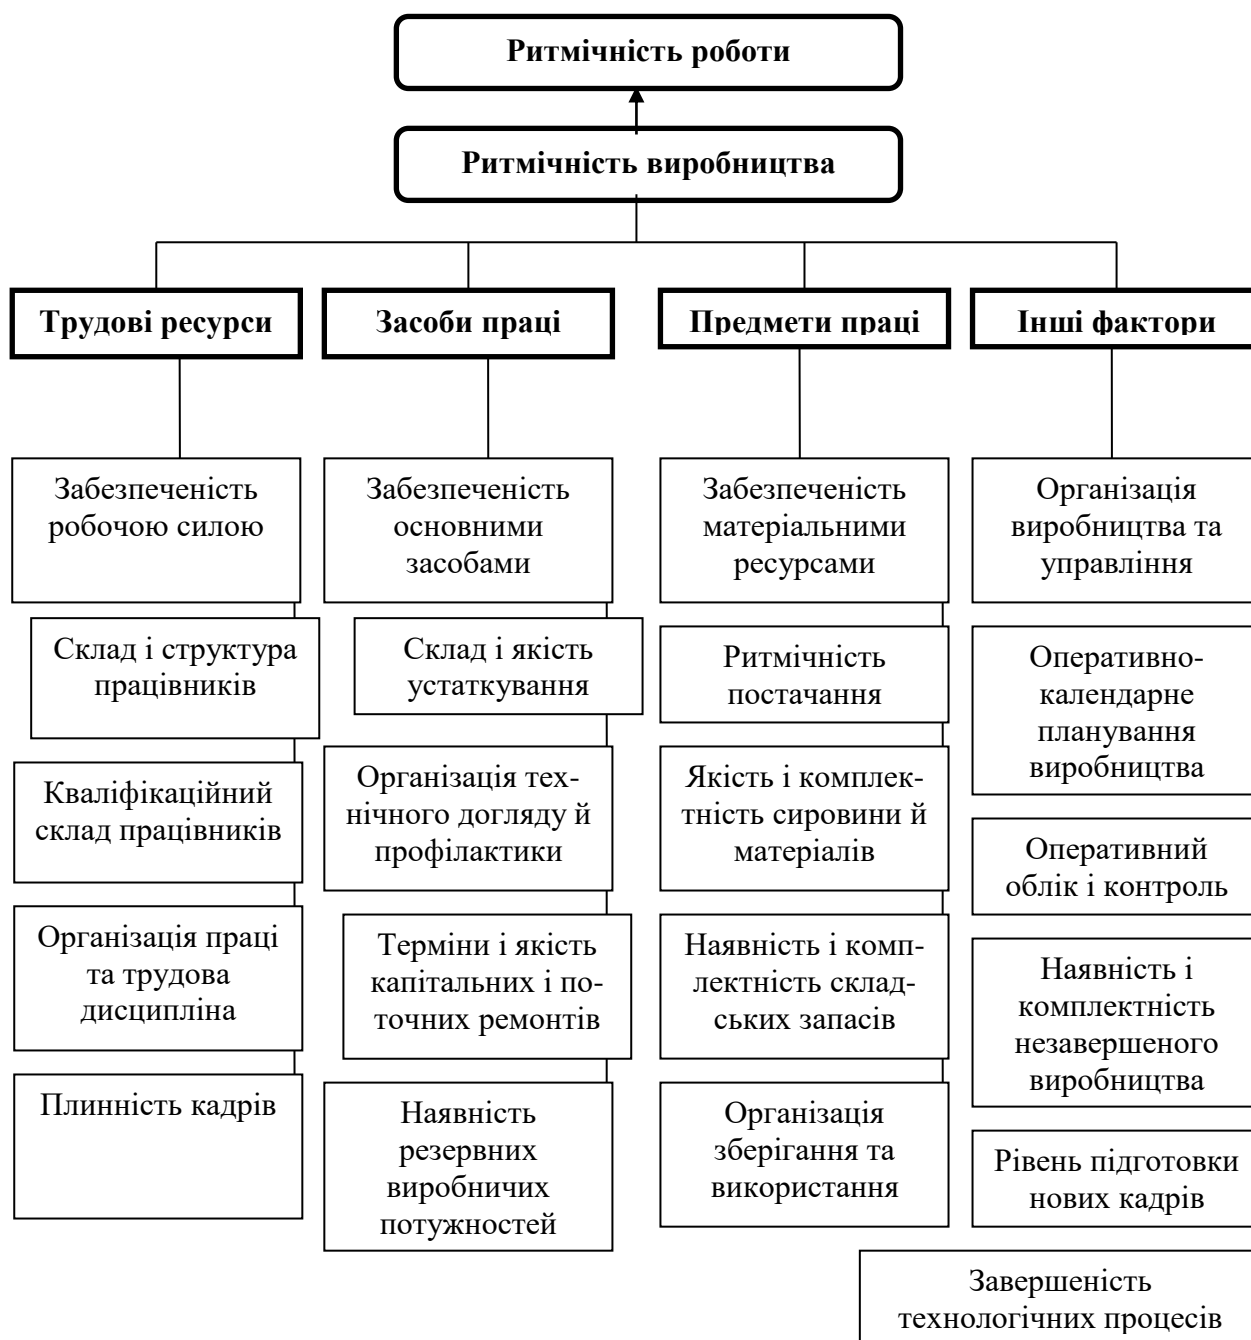 Ритмічність роботи
Ритмічність виробництва
Трудові ресурси
Засоби праці
Предмети праці
Інші фактори
Забезпеченість
робочою силою
Склад і структура
працівників
Кваліфікаційний
склад працівників
Організація праці
та трудова
дисципліна
Плинність кадрів
Забезпеченість
основними
засобами
Склад і якість
устаткування
Організація тех-
нічного догляду й
профілактики
Терміни і якість
капітальних і по-
точних ремонтів
Наявність
резервних
виробничих
потужностей
Забезпеченість
матеріальними
ресурсами
Ритмічність
постачання
Якість і комплек-
тність сировини й
матеріалів
Наявність і комп-
лектність склад-
ських запасів
Організація
зберігання та
використання
Організація
виробництва та
управління
Оперативно-
календарне
планування
виробництва
Оперативний
облік і контроль
Наявність і
комплектність
незавершеного
виробництва
Рівень підготовки
нових кадрів
Завершеність
технологічних процесів